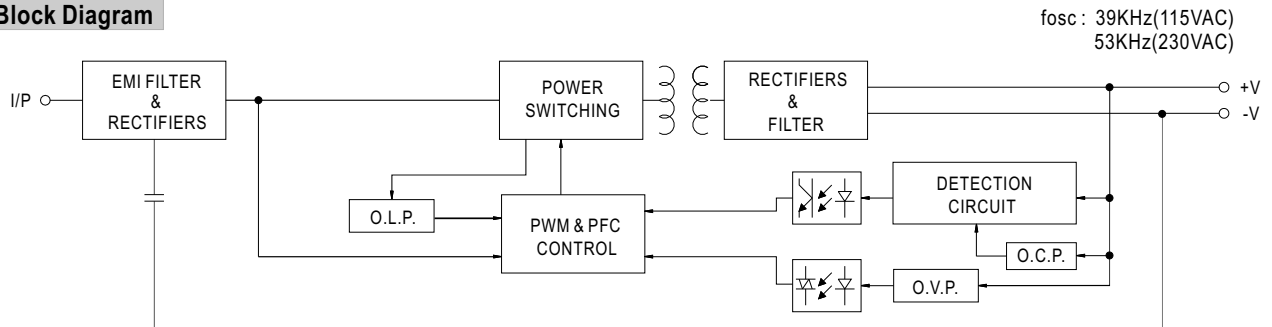 Block Diagram
fosc : 39KHz(115VAC)
53KHz(230VAC)
I/P
EMI FILTER
&
RECTIFIERS
POWER
SWITCHING
RECTIFIERS
&
FILTER
+V
-V
O.L.P.
PWM & PFC
CONTROL
DETECTION
CIRCUIT
O.C.P.
O.V.P.